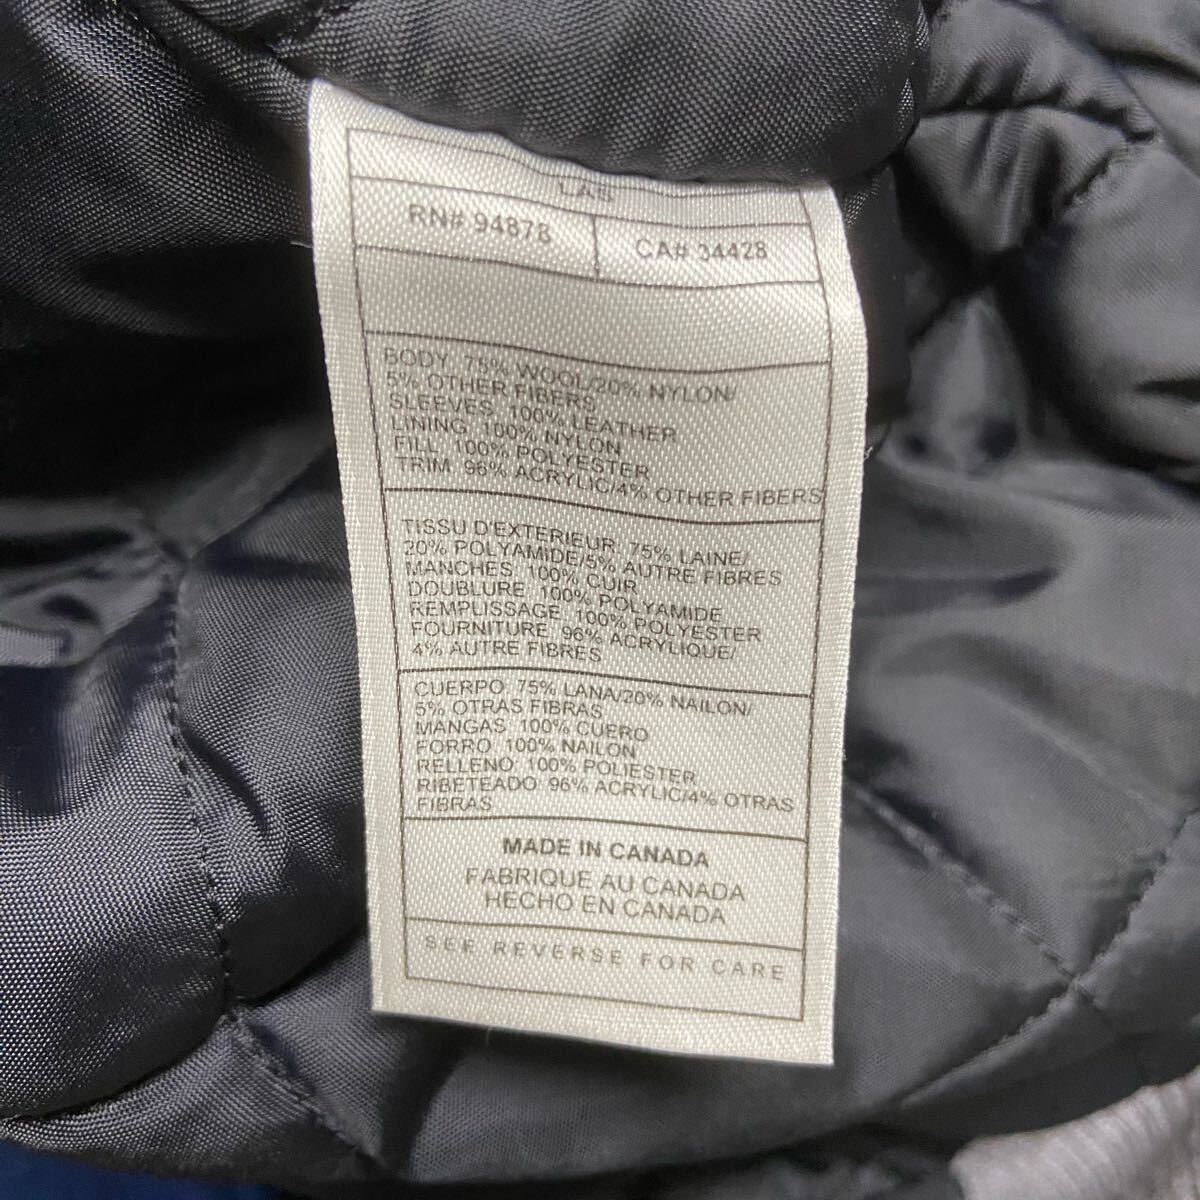 RN# 94878 CA# 34428
BODY. 75% WOOL/20% NYLON/
5% OTHER FIBERS
SLEEVES. 100% LEATHER
LINING. 100% NYLON
FILL. 100% POLYESTER
TRIM. 96% ACRYLIC/4% OTHER FIBERS
TISSU D'EXTERIEUR. 75% LAINE/
20% POLYAMIDE/5% AUTRE FIBRES
MANCHES. 100% CUIR
DOUBLURE. 100% POLYAMIDE
REMPLISSAGE. 100% POLYESTER
FOURNITURE. 96% ACRYLIQUE/
4% AUTRE FIBRES
CUERPO. 75% LANA/20% NAILON/
5% OTRAS FIBRAS
MANGAS. 100% CUERO
FORRO. 100% NAILON
RELLENO. 100% POLIESTER
RIBETEADO. 96% ACRYLIC/4% OTRAS
FIBRAS
MADE IN CANADA
FABRIQUE AU CANADA
HECHO EN CANADA
SEE REVERSE FOR CARE